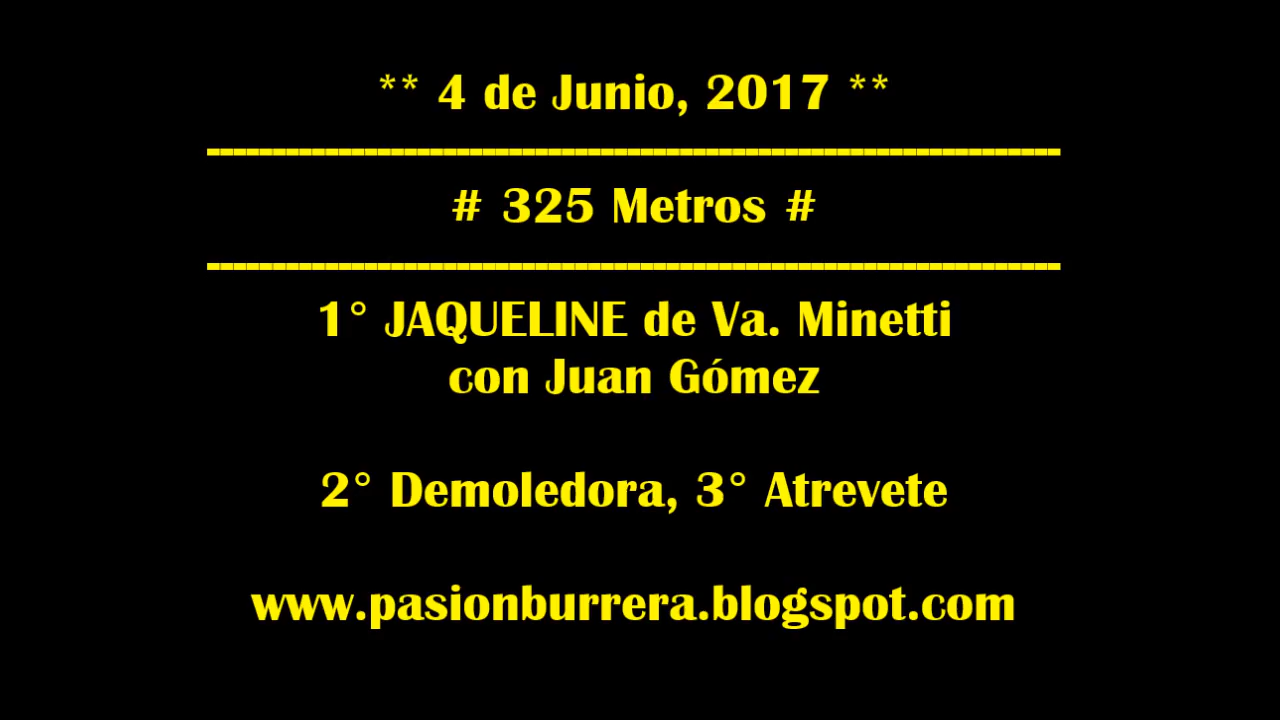 ** 4 de Junio, 2017 **
-----------------------------------------------------------------
# 325 Metros #
-----------------------------------------------------------------
1° JAQUELINE de Va. Minetti
con Juan Gómez
2° Demoledora, 3° Atrevete
www.pasionburrera.blogspot.com